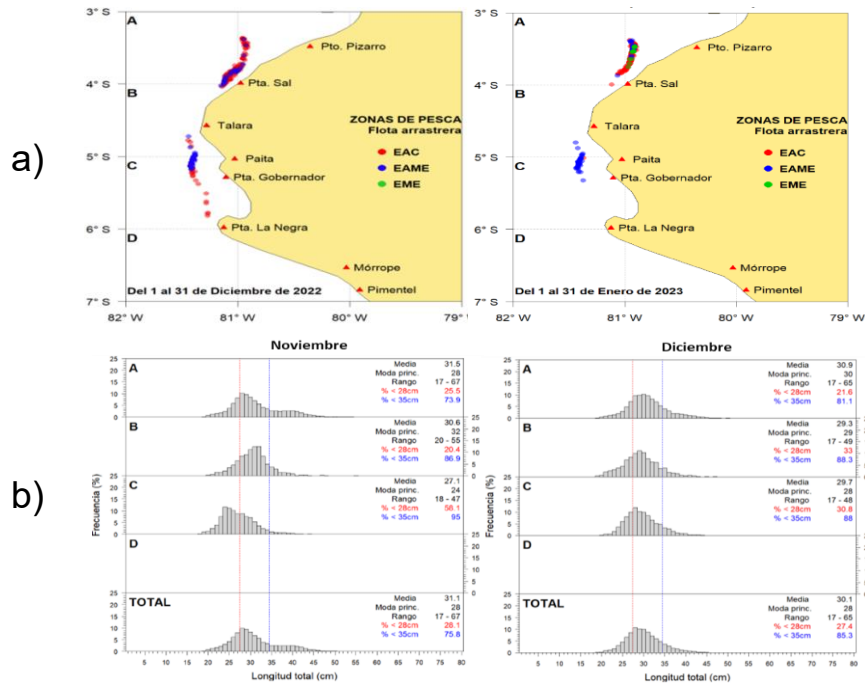 a)
3° S
4° S
5° S
6° S
7° S
A
B
C
D
Pto. Pizarro
Pta. Sal
Talara
Paita
Pta. Gobernador
Pta. La Negra
Mórrope
Pimentel
ZONAS DE PESCA
Flota arrastrera
EAC
EAME
EME
Del 1 al 31 de Diciembre de 2022
82° W 81° W 80° W 79° W
3° S
4° S
5° S
6° S
7° S
A
B
C
D
Pto. Pizarro
Pta. Sal
Talara
Paita
Pta. Gobernador
Pta. La Negra
Mórrope
Pimentel
ZONAS DE PESCA
Flota arrastrera
EAC
EAME
EME
Del 1 al 31 de Enero de 2023
82° W 81° W 80° W 79° W
b)
Noviembre
Frecuencia (%)
A
Media 31.5
Moda princ. 28
Rango 17 - 67
% < 28cm 25.5
% < 35cm 73.9
B
Media 30.6
Moda princ. 32
Rango 20 - 55
% < 28cm 20.4
% < 35cm 86.9
C
Media 27.1
Moda princ. 24
Rango 18 - 47
% < 28cm 58.1
% < 35cm 95
D
TOTAL
Media 31.1
Moda princ. 28
Rango 17 - 67
% < 28cm 28.1
% < 35cm 75.8
5 10 15 20 25 30 35 40 45 50 55 60 65 70 75 80
Longitud total (cm)
Diciembre
Frecuencia (%)
A
Media 30.9
Moda princ. 30
Rango 17 - 65
% < 28cm 21.6
% < 35cm 81.1
B
Media 29.3
Moda princ. 29
Rango 17 - 49
% < 28cm 33
% < 35cm 88.3
C
Media 29.7
Moda princ. 28
Rango 17 - 48
% < 28cm 30.8
% < 35cm 88
D
TOTAL
Media 30.1
Moda princ. 28
Rango 17 - 65
% < 28cm 27.4
% < 35cm 85.3
5 10 15 20 25 30 35 40 45 50 55 60 65 70 75 80
Longitud total (cm)